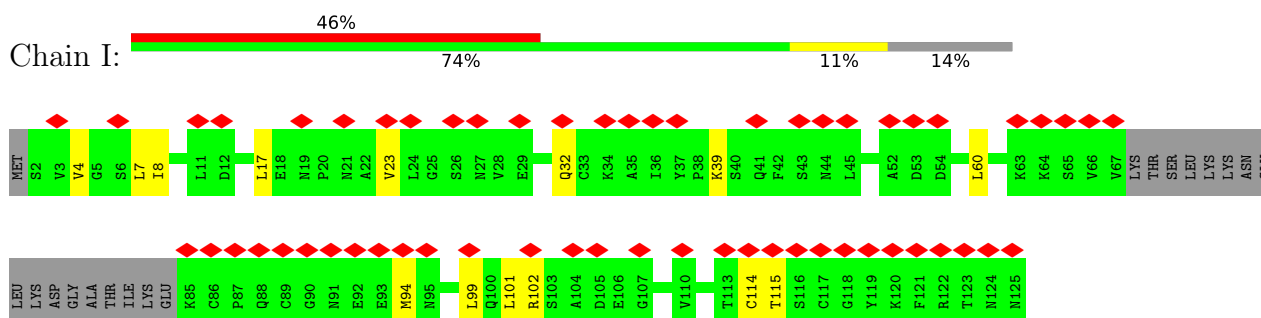 46%
Chain I:
74% 11% 14%
MET S2 V3 V4 G5 S6 L7 I8 L11 D12 L17 E18 N19 P20 N21 A22 V23 L24 G25 S26 N27 V28 E29 Q32 C33 K34 A35 I36 Y37 P38 K39 S40 Q41 F42 S43 N44 L45 A52 D53 D54 L60 K63 K64 S65 V66 V67 LYS THR SER LEU LYS LYS ASN
LEU LYS ASP GLY ALA THR ILE LYS GLU K85 C86 P87 Q88 C89 G90 N91 E92 E93 M94 N95 L99 Q100 L101 R102 S103 A104 D105 E106 G107 V110 T113 C114 T115 S116 C117 G118 Y119 K120 F121 R122 T123 N124 N125